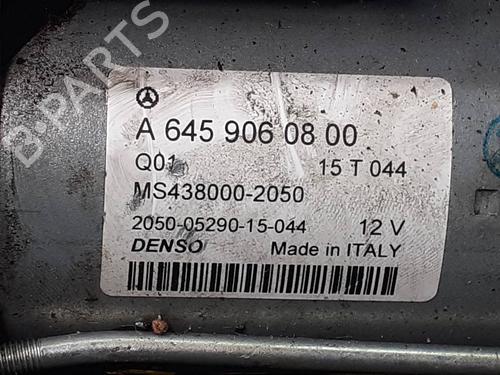 A 645 906 08 00
Q01 15 T 044
MS438000-2050
2050-05290-15-044 12 V
DENSO Made in ITALY
B-PARTS